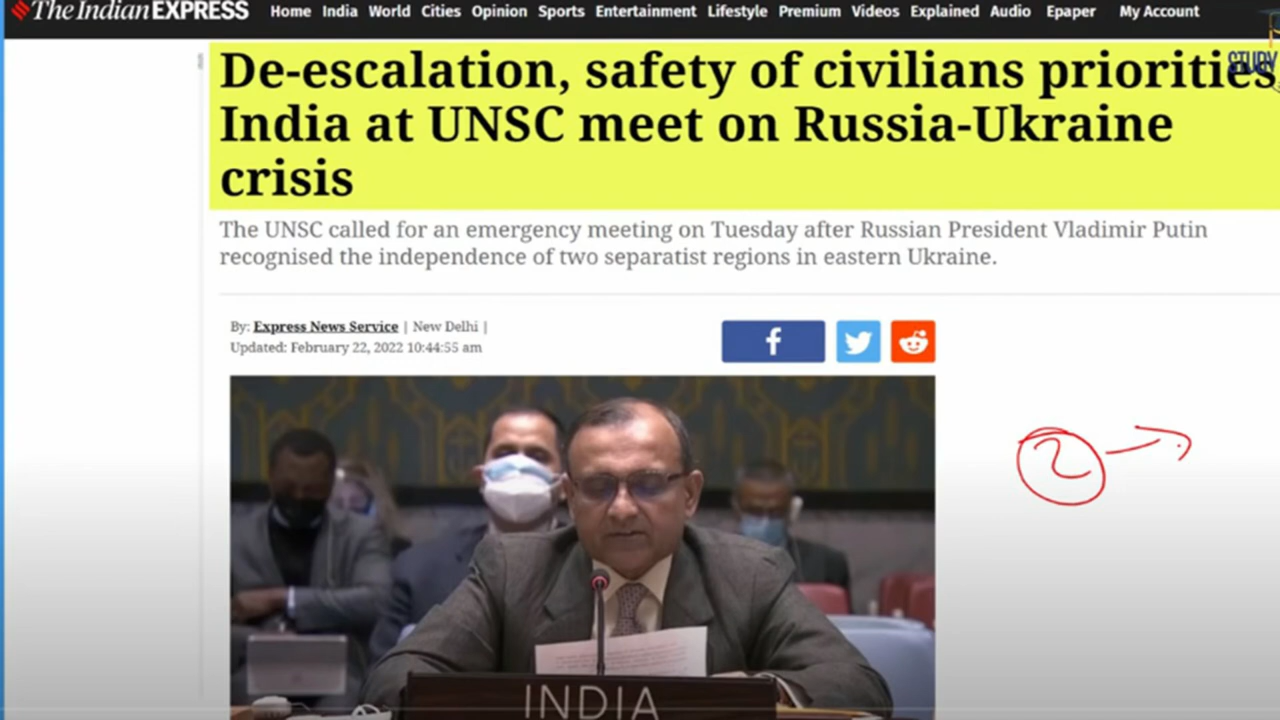 The Indian EXPRESS Home India World Cities Opinion Sports Entertainment Lifestyle Premium Videos Explained Audio Epaper My Account
STUDY
De-escalation, safety of civilians priorities
India at UNSC meet on Russia-Ukraine
crisis
The UNSC called for an emergency meeting on Tuesday after Russian President Vladimir Putin
recognised the independence of two separatist regions in eastern Ukraine.
By: Express News Service | New Delhi |
Updated: February 22, 2022 10:44:55 am
f
2
INDIA